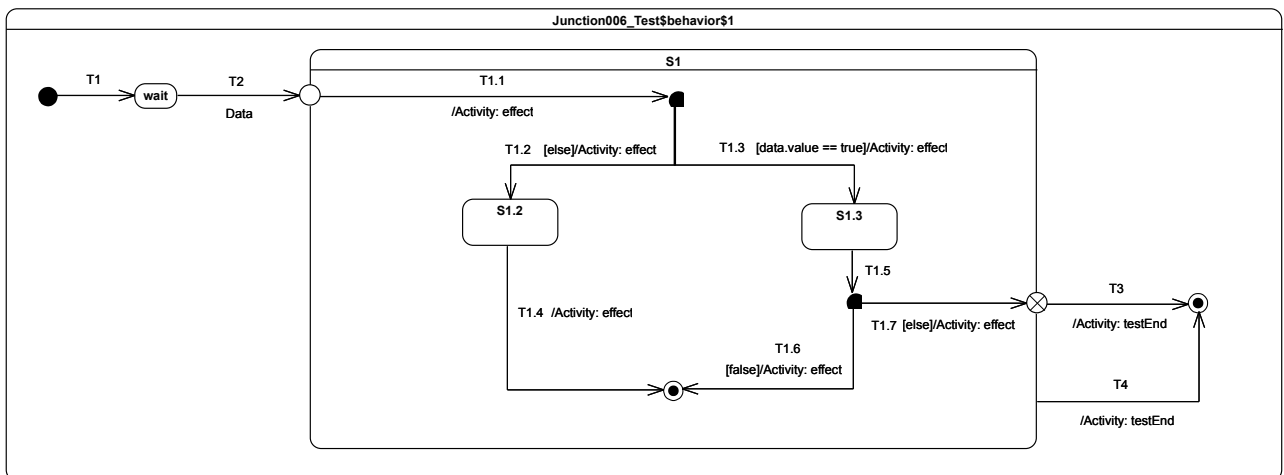 Junction006_Test$behavior$1
S1
T1
T2
T1.1
wait
Data
/Activity: effect
T1.2 [else]/Activity: effect
T1.3 [data.value == true]/Activity: effect
S1.2
S1.3
T1.5
T3
T1.4 /Activity: effect
T1.7 [else]/Activity: effect
/Activity: testEnd
T1.6
[false]/Activity: effect
T4
/Activity: testEnd